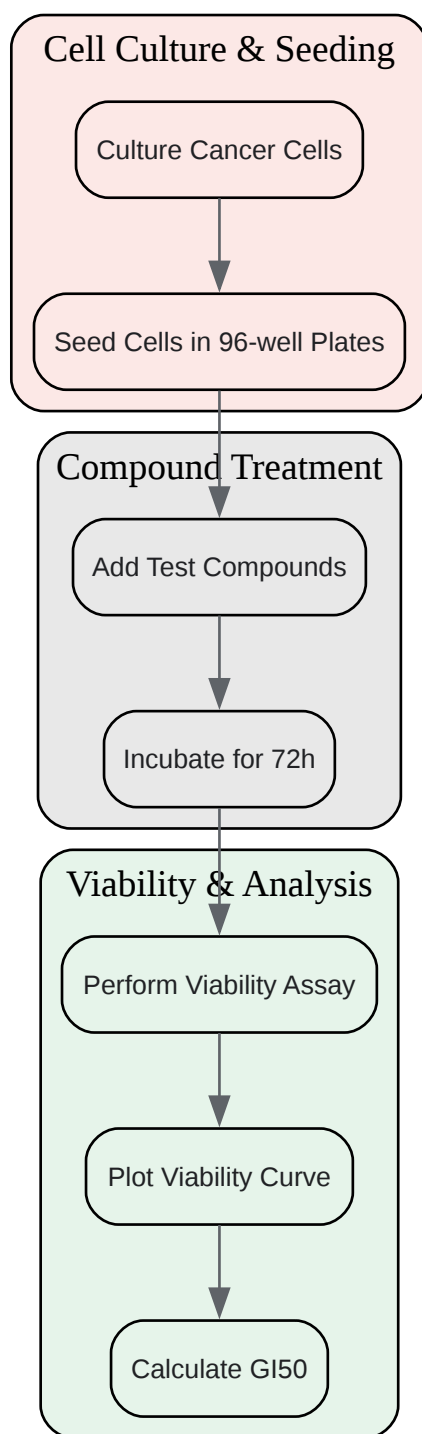 Cell Culture & Seeding
Culture Cancer Cells
Seed Cells in 96-well Plates
Compound Treatment
Add Test Compounds
Incubate for 72h
Viability & Analysis
Perform Viability Assay
Plot Viability Curve
Calculate GI50